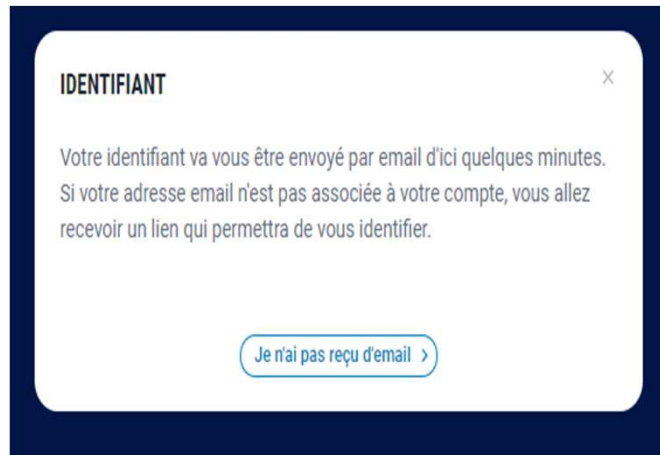 IDENTIFIANT
Votre identifiant va vous être envoyé par email d'ici quelques minutes.
Si votre adresse email n'est pas associée à votre compte, vous allez
recevoir un lien qui permettra de vous identifier.
Je n'ai pas reçu d'email >